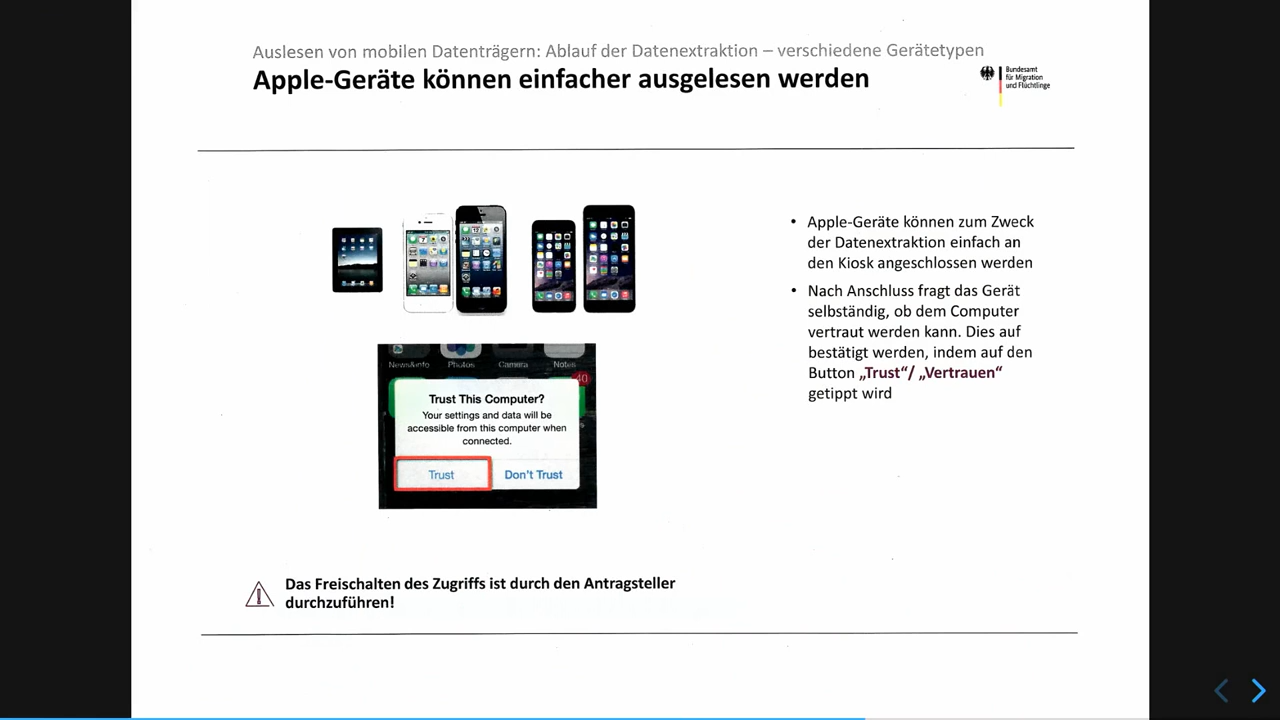 Auslesen von mobilen Datenträgern: Ablauf der Datenextraktion – verschiedene Gerätetypen
Apple-Geräte können einfacher ausgelesen werden
Bundesamt
für Migration
und Flüchtlinge
• Apple-Geräte können zum Zweck
der Datenextraktion einfach an
den Kiosk angeschlossen werden
• Nach Anschluss fragt das Gerät
selbständig, ob dem Computer
vertraut werden kann. Dies auf
bestätigt werden, indem auf den
Button „Trust“/ „Vertrauen“
getippt wird
News&info Photos Camera Notes
40
Trust This Computer?
Your settings and data will be
accessible from this computer when
connected.
Trust Don't Trust
Das Freischalten des Zugriffs ist durch den Antragsteller
durchzuführen!